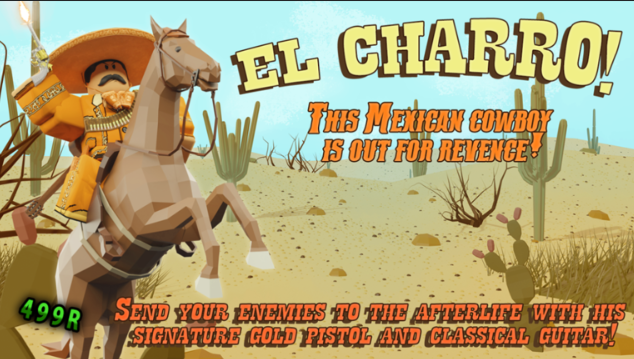 EL CHARRO!
THIS MEXICAN COWBOY
IS OUT FOR REVENGE!
499R
SEND YOUR ENEMIES TO THE AFTERLIFE WITH HIS
SIGNATURE GOLD PISTOL AND CLASSICAL GUITAR!